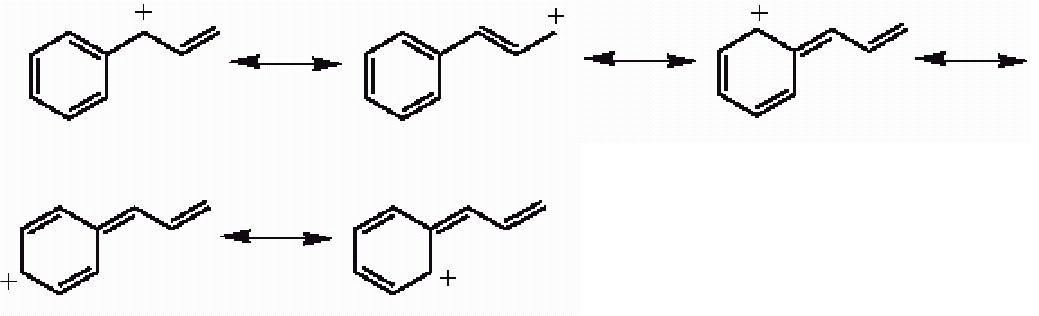 + + +
+ +